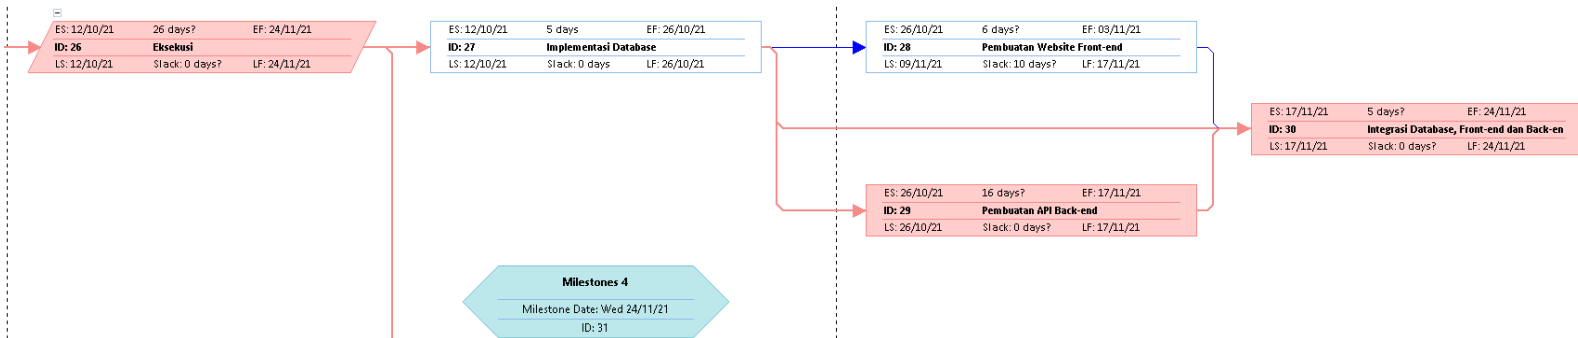 ES: 12/10/21 26 days? EF: 24/11/21
ID: 26 Eksekusi
LS: 12/10/21 Slack: 0 days? LF: 24/11/21
ES: 12/10/21 5 days EF: 26/10/21
ID: 27 Implementasi Database
LS: 12/10/21 Slack: 0 days LF: 26/10/21
ES: 26/10/21 6 days? EF: 03/11/21
ID: 28 Pembuatan Website Front-end
LS: 09/11/21 Slack: 10 days? LF: 17/11/21
ES: 17/11/21 5 days? EF: 24/11/21
ID: 30 Integrasi Database, Front-end dan Back-en
LS: 17/11/21 Slack: 0 days? LF: 24/11/21
ES: 26/10/21 16 days? EF: 17/11/21
ID: 29 Pembuatan API Back-end
LS: 26/10/21 Slack: 0 days? LF: 17/11/21
Milestones 4
Milestone Date: Wed 24/11/21
ID: 31